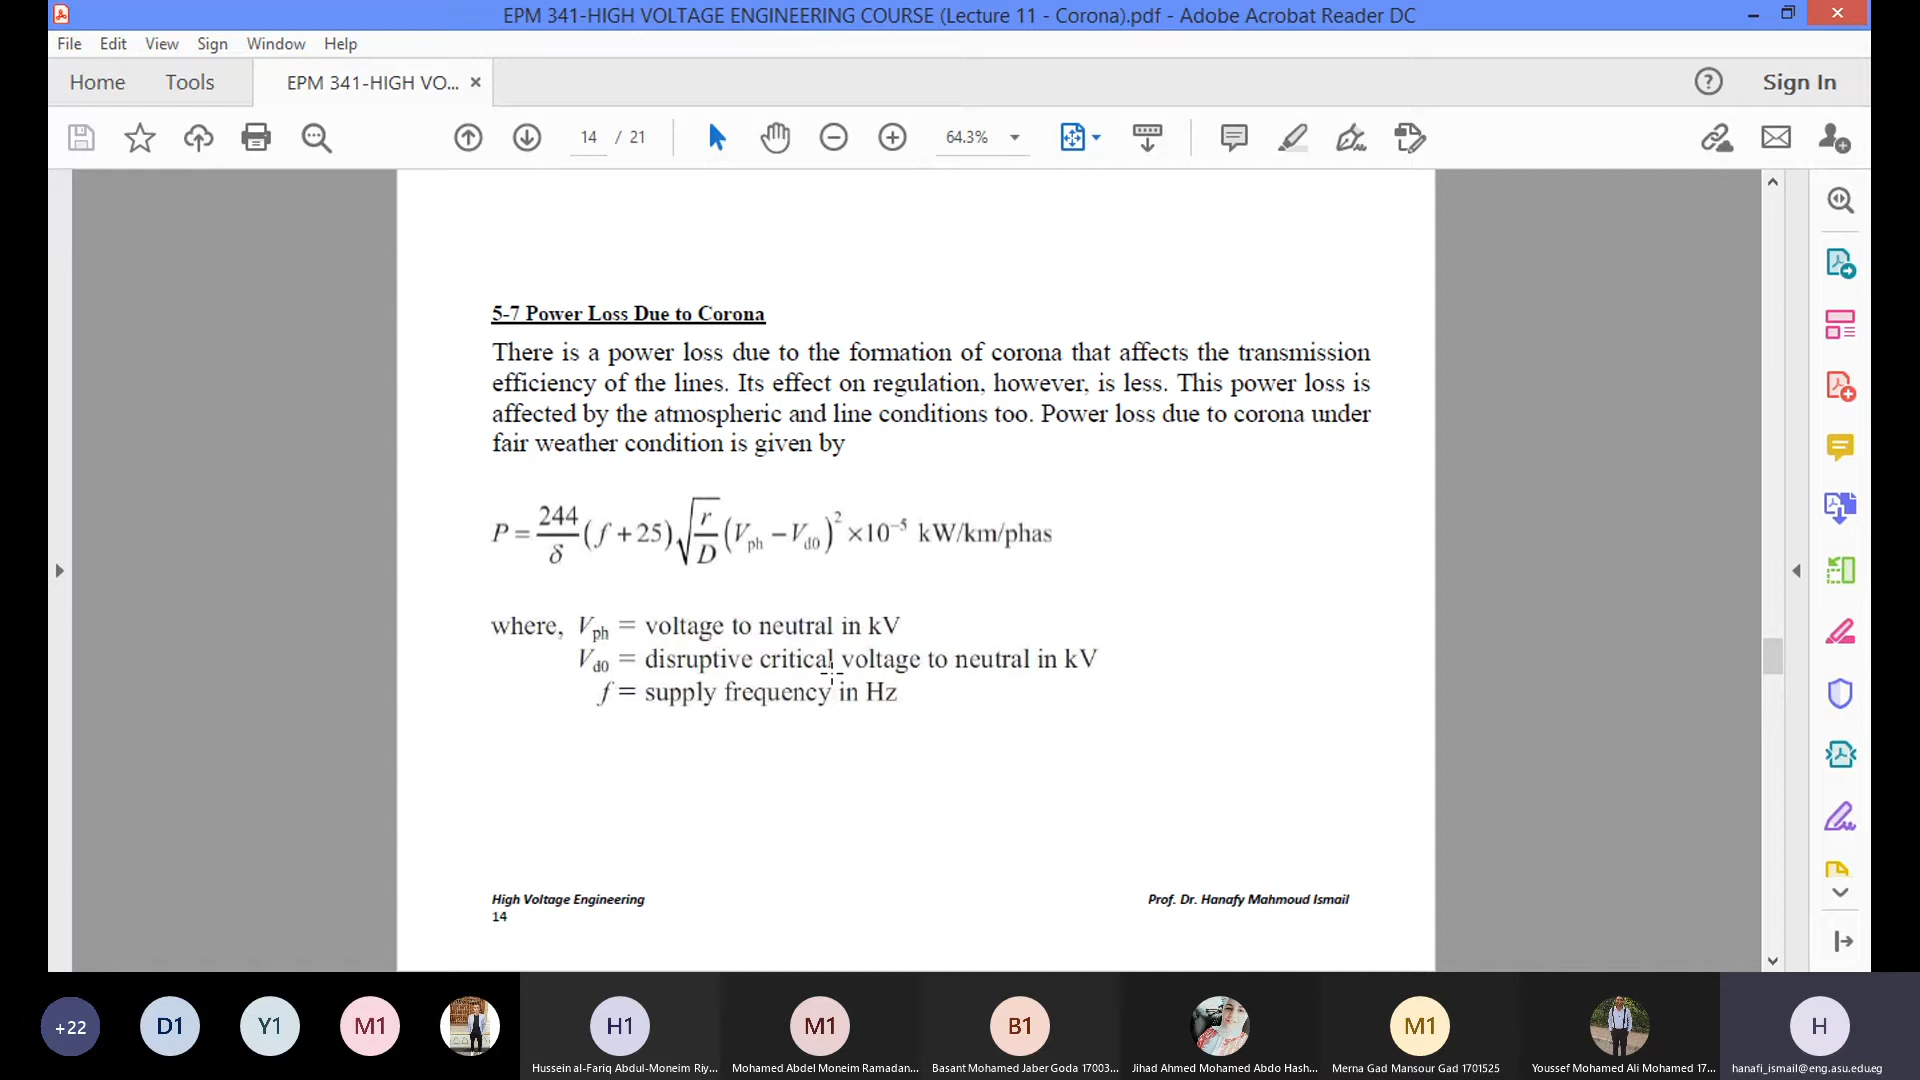 EPM 341-HIGH VOLTAGE ENGINEERING COURSE (Lecture 11 - Corona).pdf - Adobe Acrobat Reader DC
File Edit View Sign Window Help
Home Tools EPM 341-HIGH VO... × Sign In
14 / 21 64.3%
5-7 Power Loss Due to Corona
There is a power loss due to the formation of corona that affects the transmission
efficiency of the lines. Its effect on regulation, however, is less. This power loss is
affected by the atmospheric and line conditions too. Power loss due to corona under
fair weather condition is given by
P = 244/δ (f + 25) √(r/D) (Vph − Vd0)² ×10⁻⁵ kW/km/phas
where, Vph = voltage to neutral in kV
Vd0 = disruptive critical voltage to neutral in kV
f = supply frequency in Hz
High Voltage Engineering Prof. Dr. Hanafy Mahmoud Ismail
14
+22 D1 Y1 M1 H1 M1 B1 M1 H
Hussein al-Fariq Abdul-Moneim Riy... Mohamed Abdel Moneim Ramadan... Basant Mohamed Jaber Goda 17003... Jihad Ahmed Mohamed Abdo Hash... Merna Gad Mansour Gad 1701525 Youssef Mohamed Ali Mohamed 17... hanafi_ismail@eng.asu.edu.eg